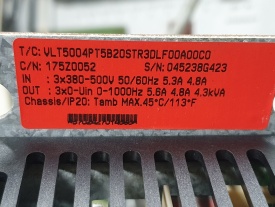 T/C: VLT5004PT5B20STR30LF00A00C0
C/N: 175Z0052 S/N: 045238G423
IN : 3x380-500V 50/60Hz 5.3A 4.8A
OUT : 3x0-Uin 0-1000Hz 5.6A 4.8A 4.3kVA
Chassis/IP20: Tamb MAX.45°C/113°F